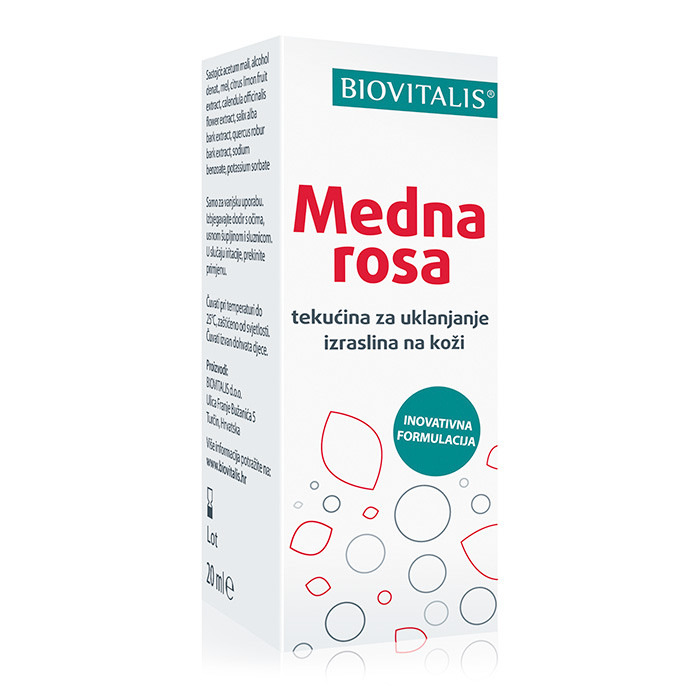 Sastojci: acetum mali, alcohol
denat., mel, citrus limon fruit
extract, calendula officinalis
flower extract, salix alba
bark extract, quercus robur
bark extract, sodium
benzoate, potassium sorbate
Samo za vanjsku uporabu.
Izbjegavajte dodir s očima,
usnom šupljinom i sluznicom.
U slučaju iritacije, prekinite
primjenu.
Čuvati pri temperaturi do
25°C, zaštićeno od svjetlosti.
Čuvati izvan dohvata djece.
Proizvodi:
BIOVITALIS d.o.o.
Ulica Franje Bužanića 5
Turčin, Hrvatska
Više informacija potražite na:
www.biovitalis.hr
Lot
20 ml e
BIOVITALIS®
Medna
rosa
tekućina za uklanjanje
izraslina na koži
INOVATIVNA
FORMULACIJA